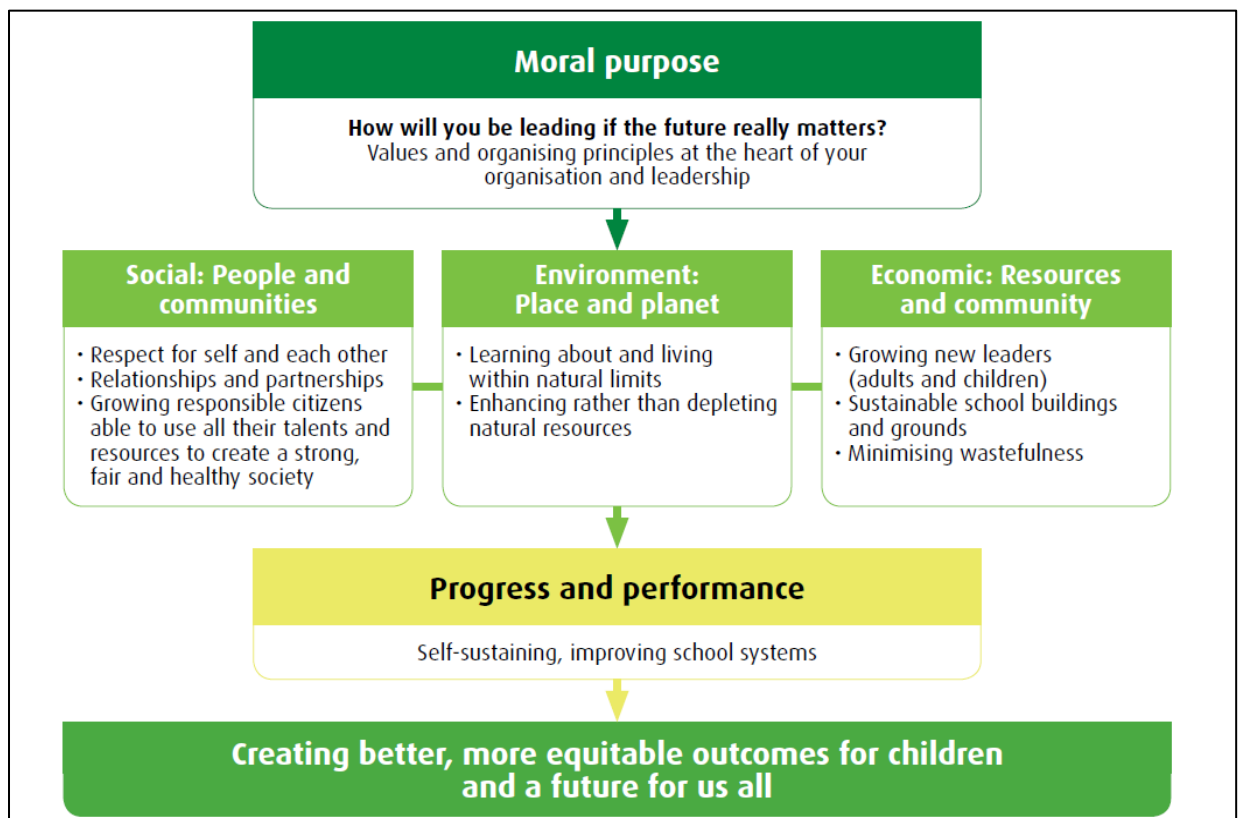 Moral purpose
How will you be leading if the future really matters?
Values and organising principles at the heart of your
organisation and leadership
Social: People and
communities
• Respect for self and each other
• Relationships and partnerships
• Growing responsible citizens
able to use all their talents and
resources to create a strong,
fair and healthy society
Environment:
Place and planet
• Learning about and living
within natural limits
• Enhancing rather than depleting
natural resources
Economic: Resources
and community
• Growing new leaders
(adults and children)
• Sustainable school buildings
and grounds
• Minimising wastefulness
Progress and performance
Self-sustaining, improving school systems
Creating better, more equitable outcomes for children
and a future for us all